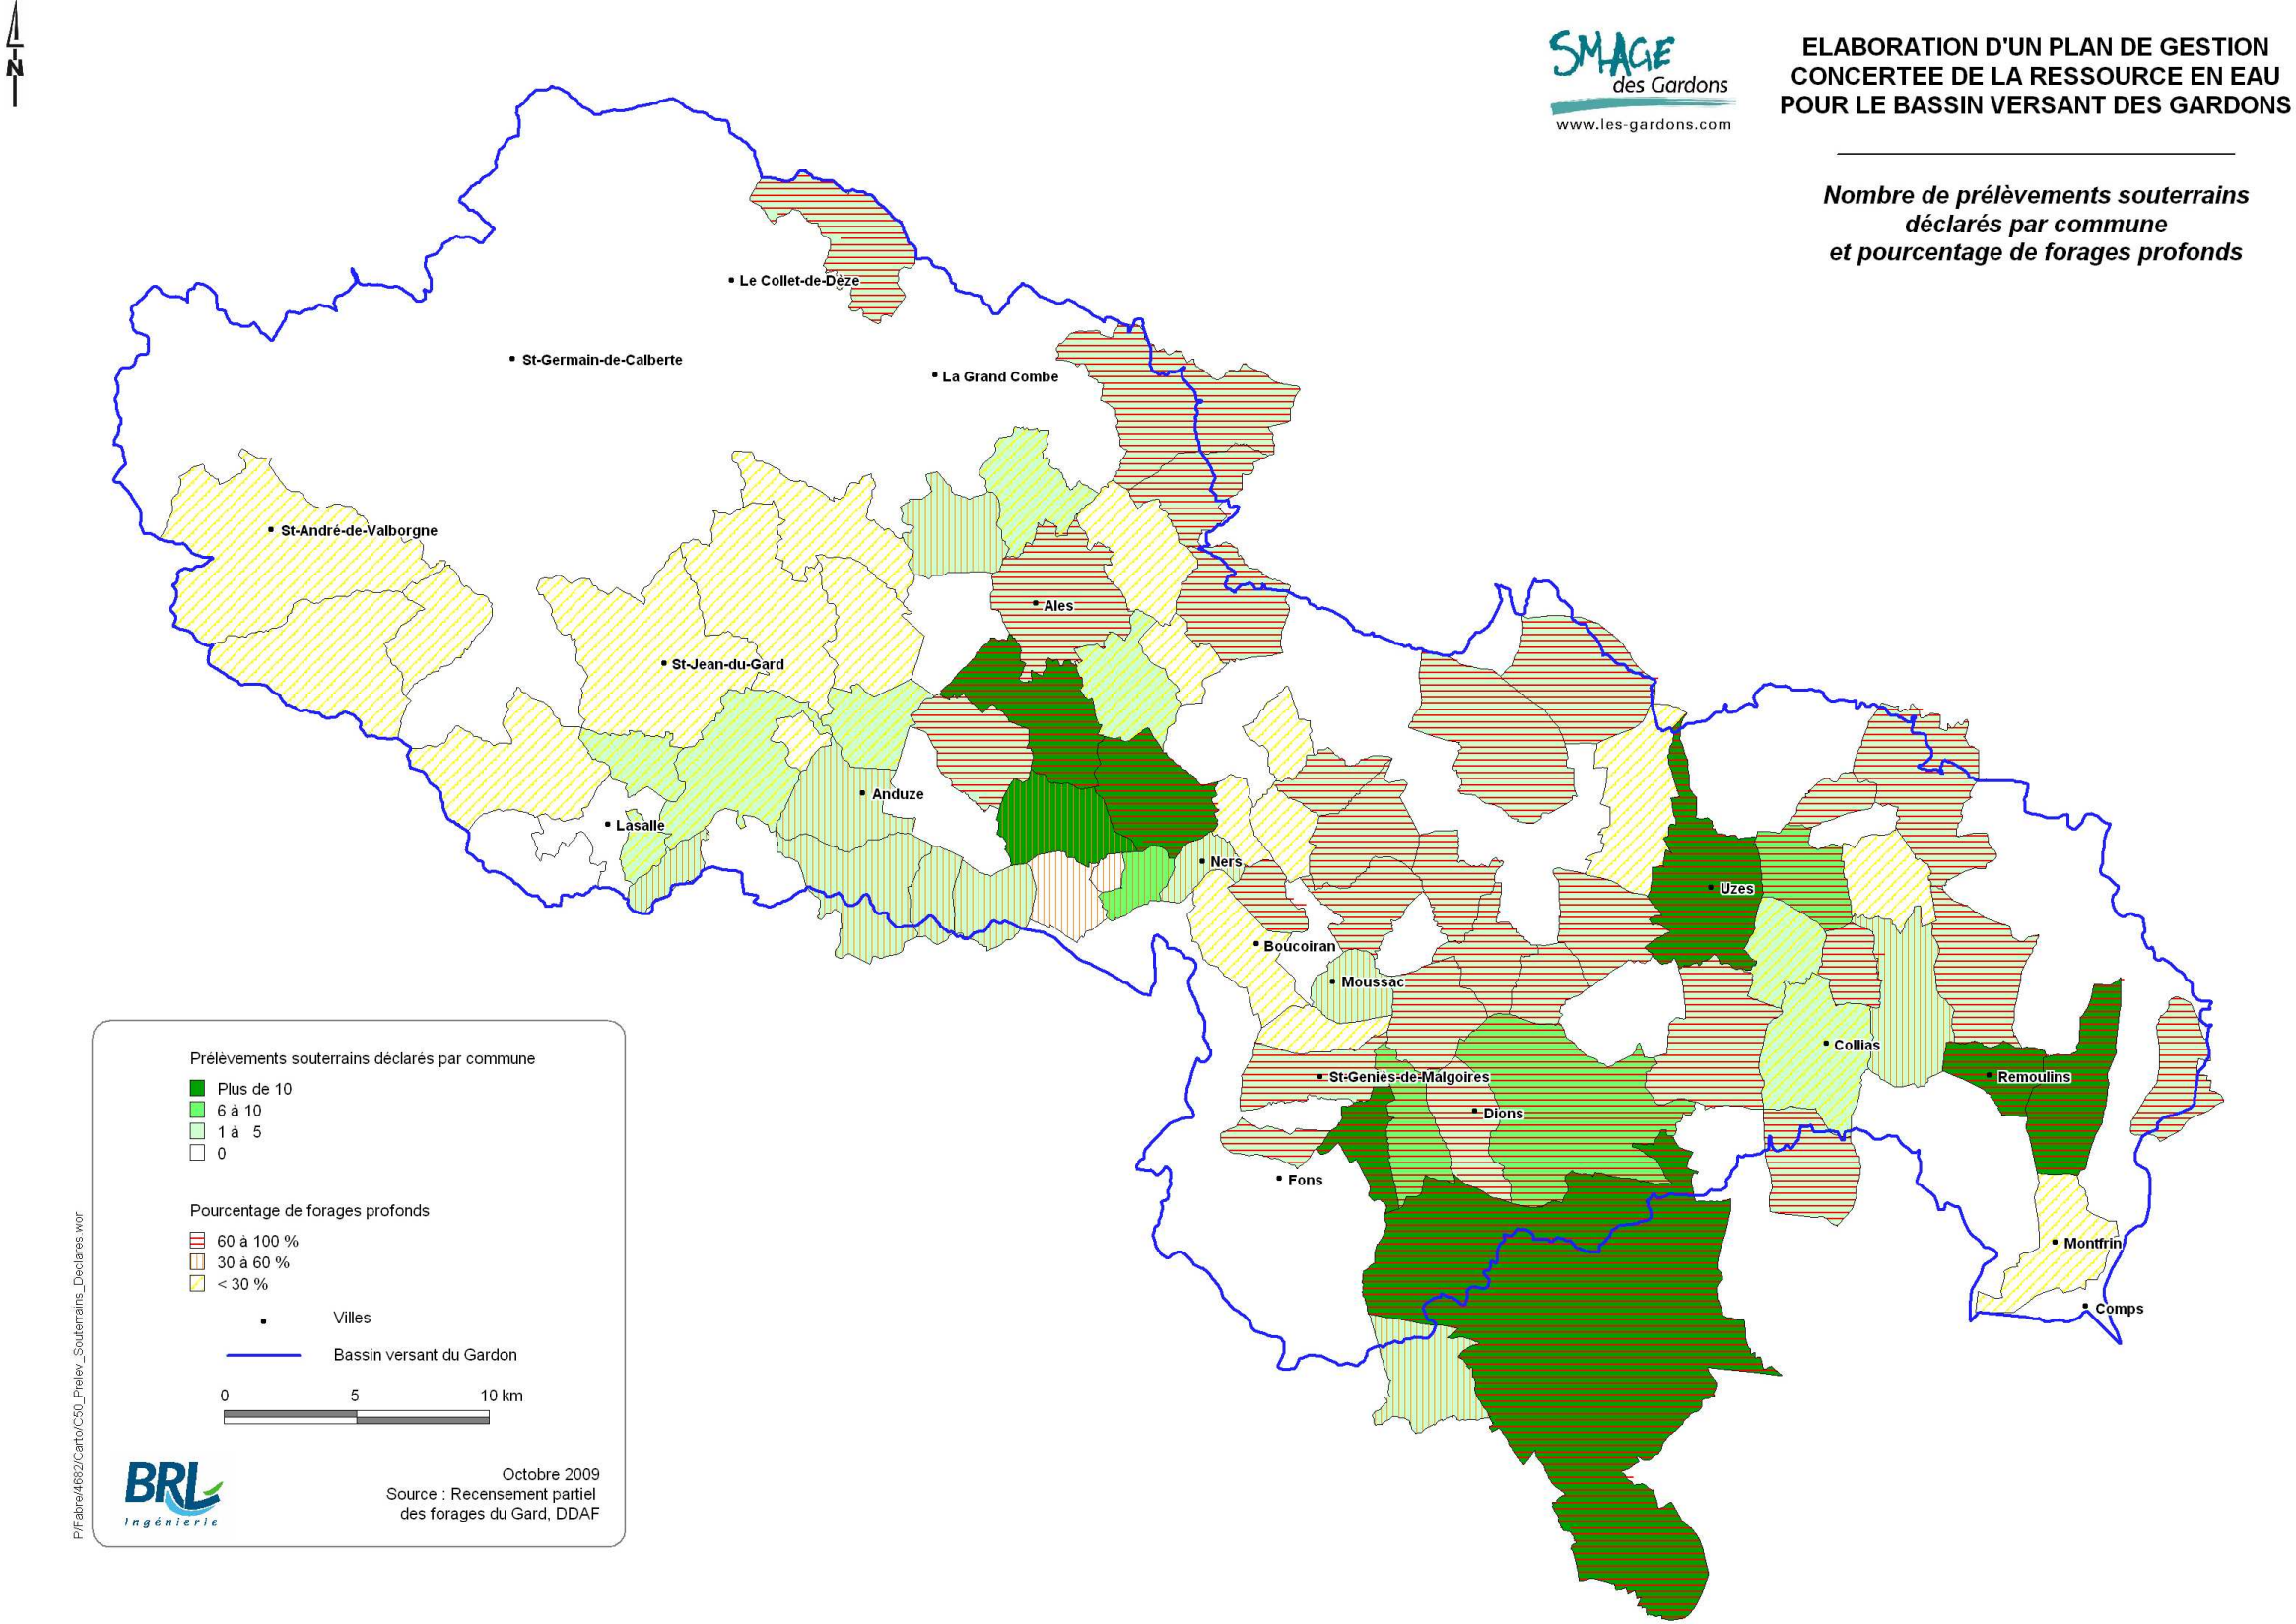 N
SMAGE
des Gardons
www.les-gardons.com
ELABORATION D'UN PLAN DE GESTION
CONCERTEE DE LA RESSOURCE EN EAU
POUR LE BASSIN VERSANT DES GARDONS
Nombre de prélèvements souterrains
déclarés par commune
et pourcentage de forages profonds
Le Collet-de-Dèze
St-Germain-de-Calberte
La Grand Combe
St-André-de-Valborgne
Ales
St-Jean-du-Gard
Anduze
Lasalle
Ners
Uzes
Boucoiran
Moussac
Collias
St-Geniès-de-Malgoires
Remoulins
Dions
Fons
Montfrin
Comps
Prélèvements souterrains déclarés par commune
Plus de 10
6 à 10
1 à 5
0
Pourcentage de forages profonds
60 à 100 %
30 à 60 %
< 30 %
Villes
Bassin versant du Gardon
0 5 10 km
BRL
Ingénierie
Octobre 2009
Source : Recensement partiel
des forages du Gard, DDAF
P/Fabre/4682/Carto/C50_Prelev_Souterrains_Declares.wor